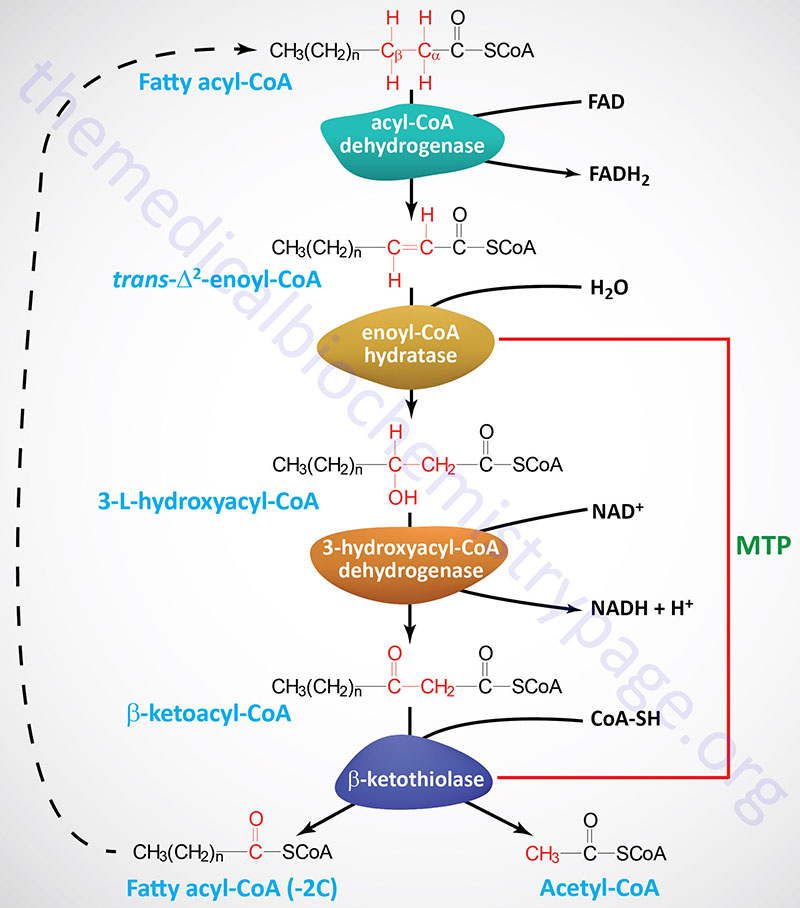 H H O
CH₃(CH₂)ₙ Cβ Cα C SCoA
H H
Fatty acyl-CoA
FAD
acyl-CoA
dehydrogenase
FADH₂
H O
CH₃(CH₂)ₙ C=C C SCoA
H
trans-Δ²-enoyl-CoA
H₂O
enoyl-CoA
hydratase
H O
CH₃(CH₂)ₙ C CH₂ C SCoA
OH
3-L-hydroxyacyl-CoA
NAD⁺
3-hydroxyacyl-CoA
dehydrogenase
MTP
NADH + H⁺
O O
CH₃(CH₂)ₙ C CH₂ C SCoA
β-ketoacyl-CoA
CoA-SH
β-ketothiolase
O O
CH₃(CH₂)ₙ C SCoA CH₃ C SCoA
Fatty acyl-CoA (-2C) Acetyl-CoA
themedicalbiochemistrypage.org